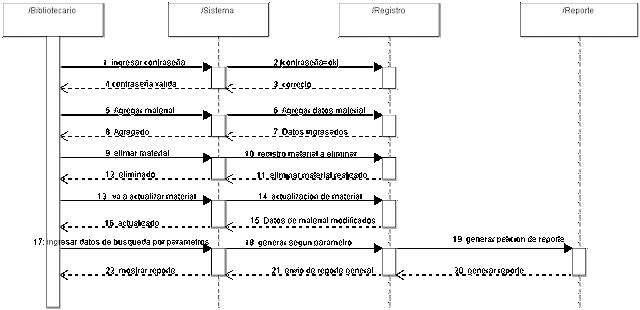 /Bibliotecario
/Sistema
/Registro
/Reporte
1 ingresar contraseña
2 [contraseña=ok]
4 contraseña valida
3 correcto
5 Agregar material
6 Agregar datos material
8 Agregado
7 Datos ingresados
9 elimar material
10 registro material a eliminar
12 eliminado
11 eliminar material realizado
13 va a actualizar material
14 actualizacion de material
16 actualizado
15 Datos de material modificados
17: ingresar datos de busqueda por parametros
18 generar segun parametro
19 generar peticion de reporte
22 mostrar reporte
21 envio de reporte general
20 generar reporte